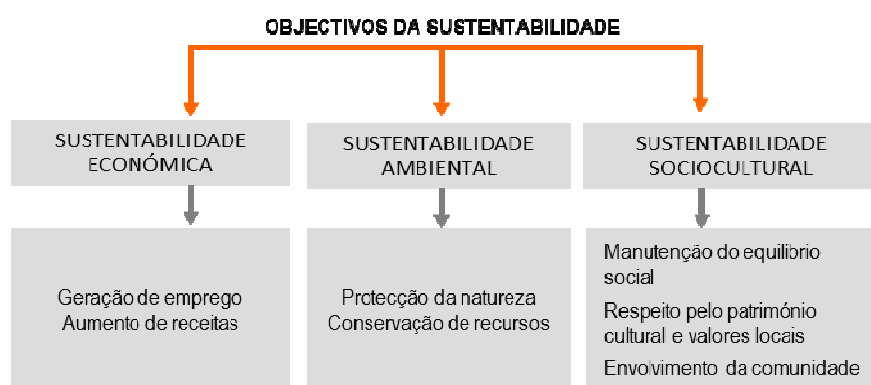 OBJECTIVOS DA SUSTENTABILIDADE
SUSTENTABILIDADE
ECONÓMICA
SUSTENTABILIDADE
AMBIENTAL
SUSTENTABILIDADE
SOCIOCULTURAL
Geração de emprego
Aumento de receitas
Protecção da natureza
Conservação de recursos
Manutenção do equilibrio
social
Respeito pelo património
cultural e valores locais
Envolvimento da comunidade